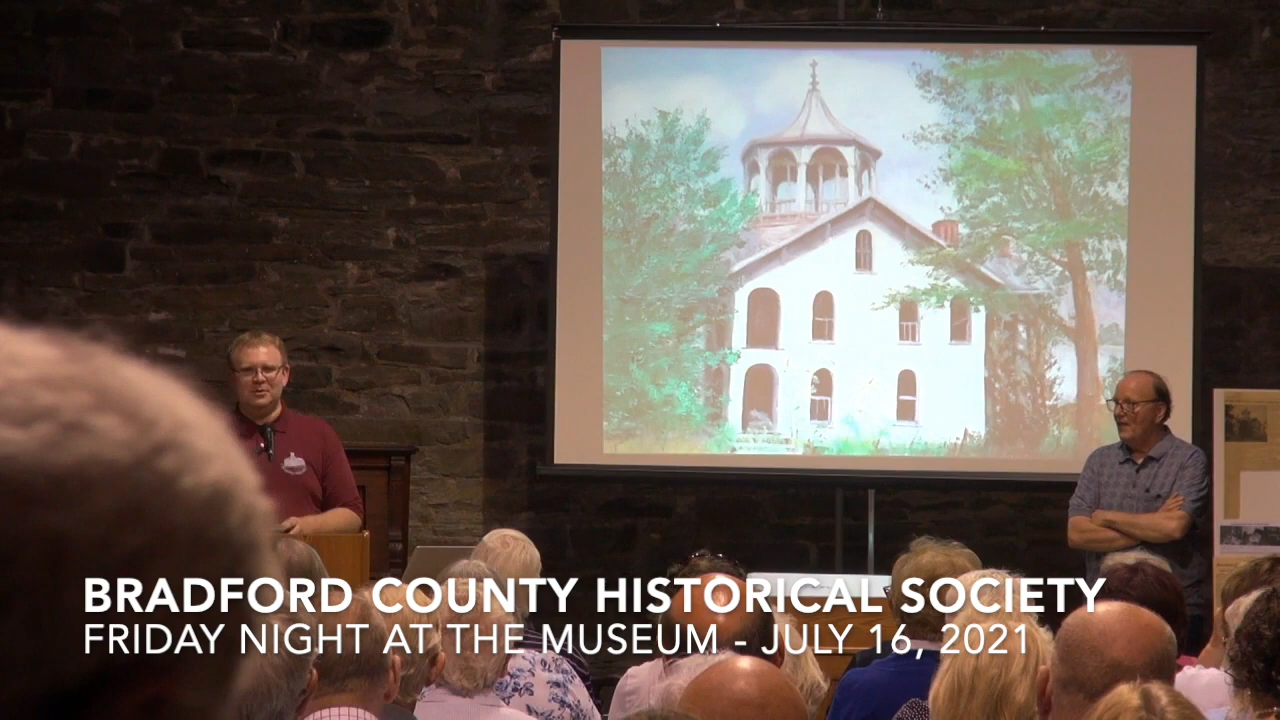 BRADFORD COUNTY HISTORICAL SOCIETY
FRIDAY NIGHT AT THE MUSEUM - JULY 16, 2021